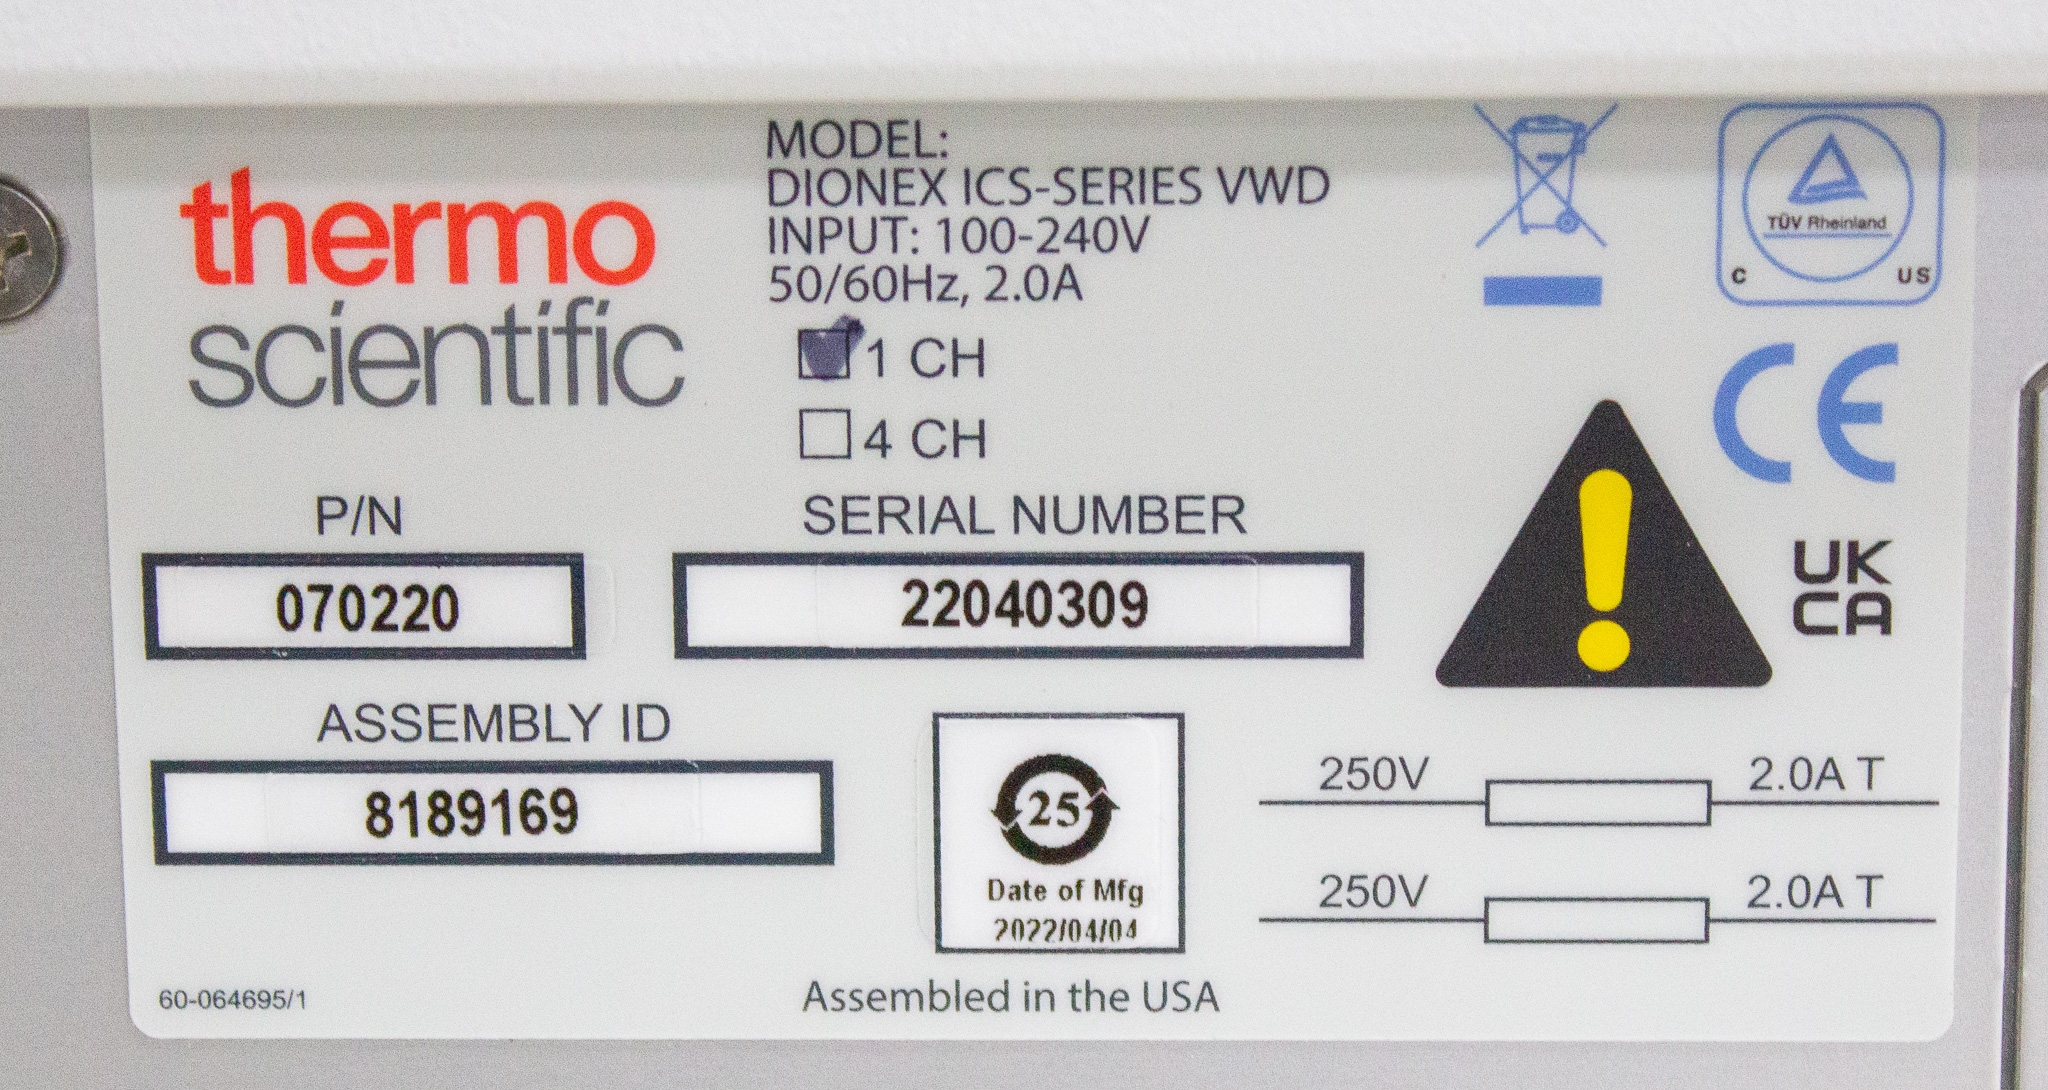 thermo
scientific
MODEL:
DIONEX ICS-SERIES VWD
INPUT: 100-240V
50/60Hz, 2.0A
1 CH
4 CH
TÜV Rheinland
C US
CE
UK
CA
P/N
070220
SERIAL NUMBER
22040309
ASSEMBLY ID
8189169
25
Date of Mfg
2022/04/04
250V 2.0A T
250V 2.0A T
60-064695/1
Assembled in the USA